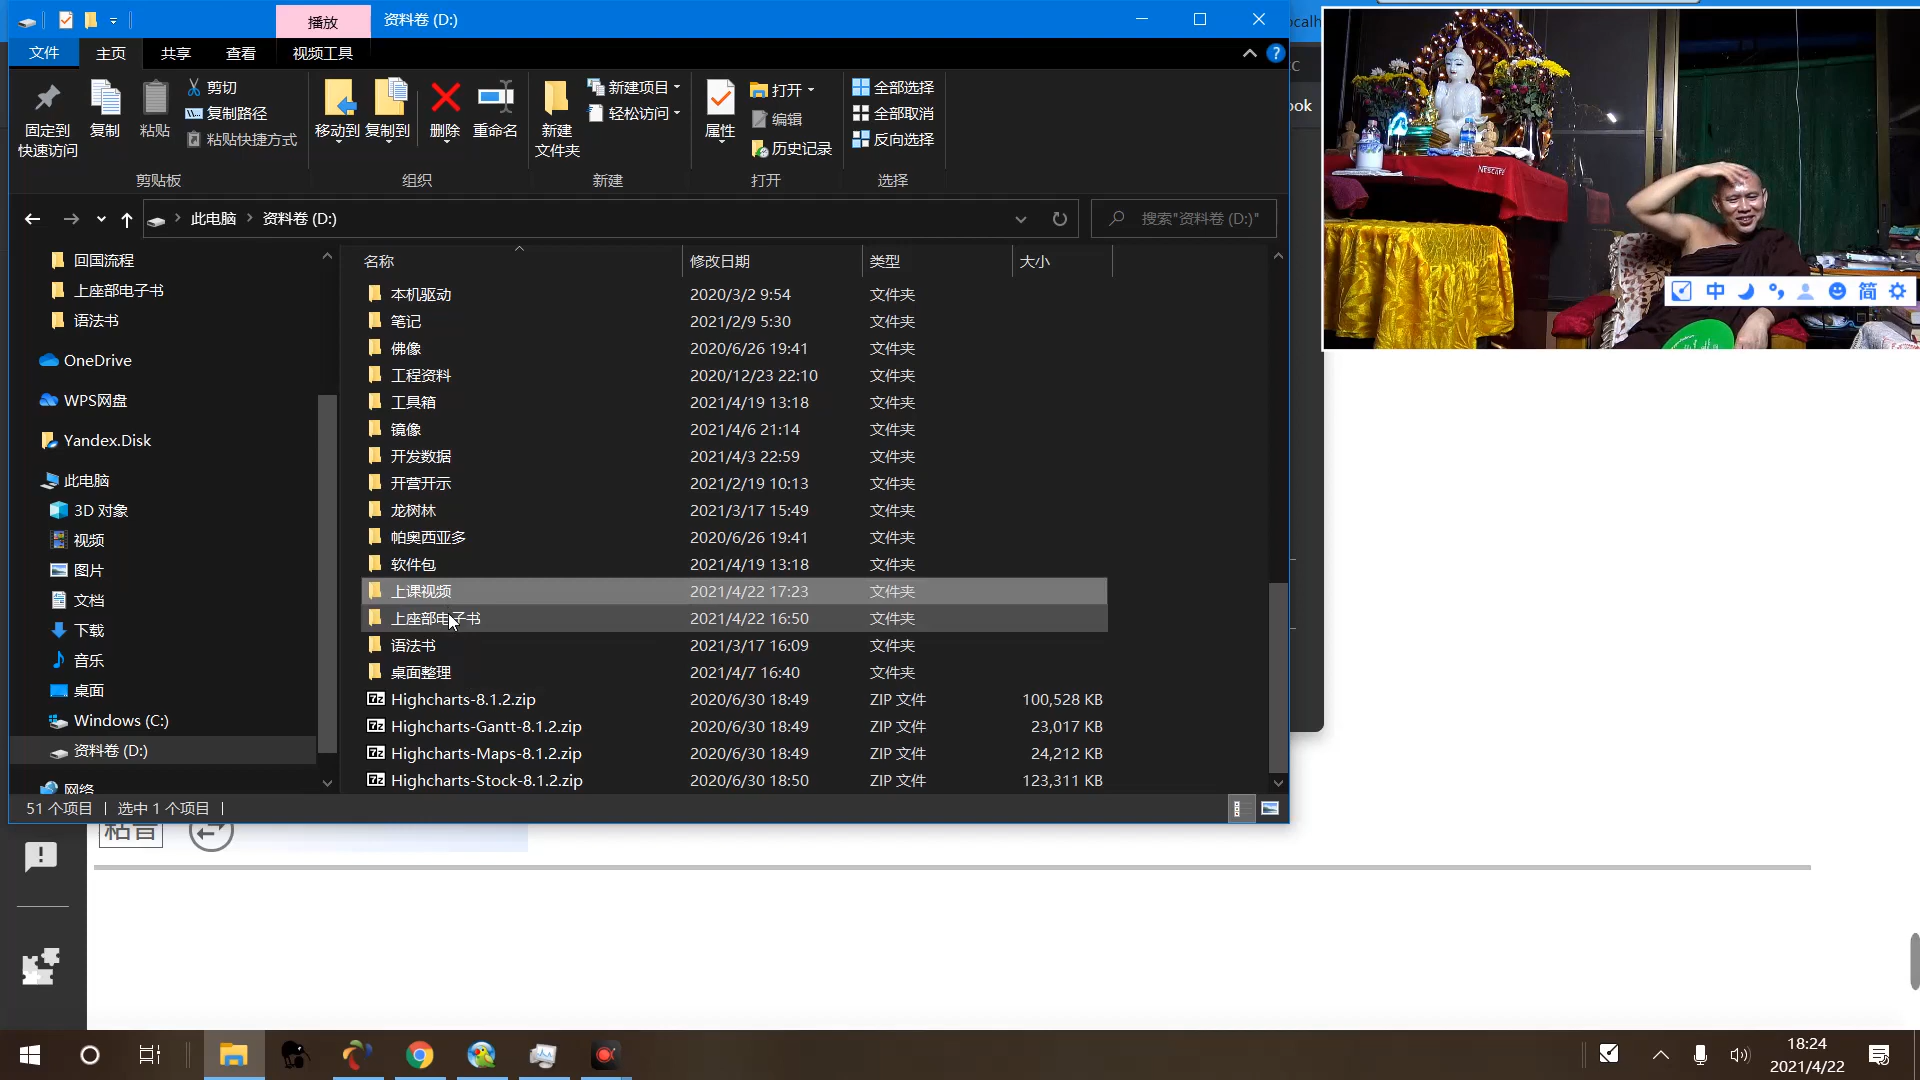 播放
资料卷 (D:)
文件
主页
共享
查看
视频工具
固定到
快速访问
复制
粘贴
剪切
复制路径
粘贴快捷方式
剪贴板
移动到
复制到
删除
重命名
组织
新建
文件夹
新建项目
轻松访问
新建
属性
打开
编辑
历史记录
打开
全部选择
全部取消
反向选择
选择
此电脑
资料卷 (D:)
搜索"资料卷 (D:)"
回国流程
上座部电子书
语法书
OneDrive
WPS网盘
Yandex.Disk
此电脑
3D 对象
视频
图片
文档
下载
音乐
桌面
Windows (C:)
资料卷 (D:)
网络
名称 修改日期 类型 大小
本机驱动 2020/3/2 9:54 文件夹
笔记 2021/2/9 5:30 文件夹
佛像 2020/6/26 19:41 文件夹
工程资料 2020/12/23 22:10 文件夹
工具箱 2021/4/19 13:18 文件夹
镜像 2021/4/6 21:14 文件夹
开发数据 2021/4/3 22:59 文件夹
开营开示 2021/2/19 10:13 文件夹
龙树林 2021/3/17 15:49 文件夹
帕奥西亚多 2020/6/26 19:41 文件夹
软件包 2021/4/19 13:18 文件夹
上课视频 2021/4/22 17:23 文件夹
上座部电子书 2021/4/22 16:50 文件夹
语法书 2021/3/17 16:09 文件夹
桌面整理 2021/4/7 16:40 文件夹
Highcharts-8.1.2.zip 2020/6/30 18:49 ZIP 文件 100,528 KB
Highcharts-Gantt-8.1.2.zip 2020/6/30 18:49 ZIP 文件 23,017 KB
Highcharts-Maps-8.1.2.zip 2020/6/30 18:49 ZIP 文件 24,212 KB
Highcharts-Stock-8.1.2.zip 2020/6/30 18:50 ZIP 文件 123,311 KB
51 个项目
选中 1 个项目
ocalh
C
ook
NESCAFÉ
中
简
粘音
18:24
2021/4/22